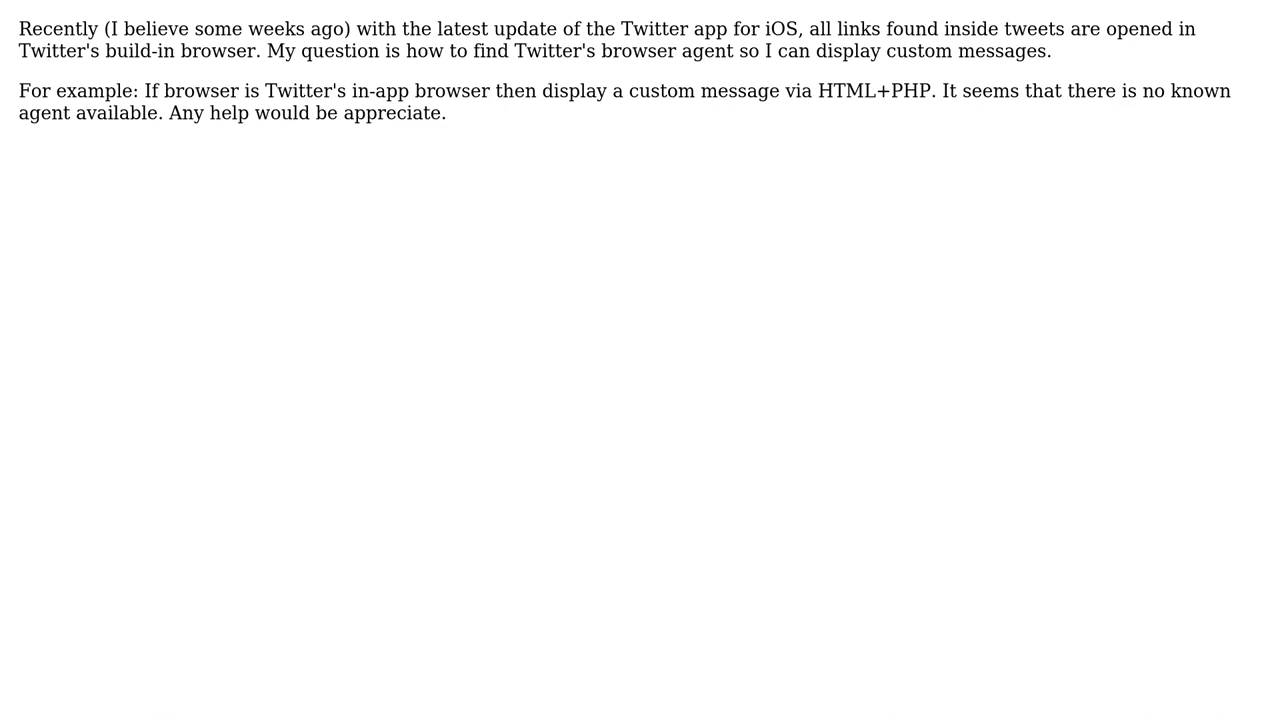 Recently (I believe some weeks ago) with the latest update of the Twitter app for iOS, all links found inside tweets are opened in
Twitter's build-in browser. My question is how to find Twitter's browser agent so I can display custom messages.
For example: If browser is Twitter's in-app browser then display a custom message via HTML+PHP. It seems that there is no known
agent available. Any help would be appreciate.